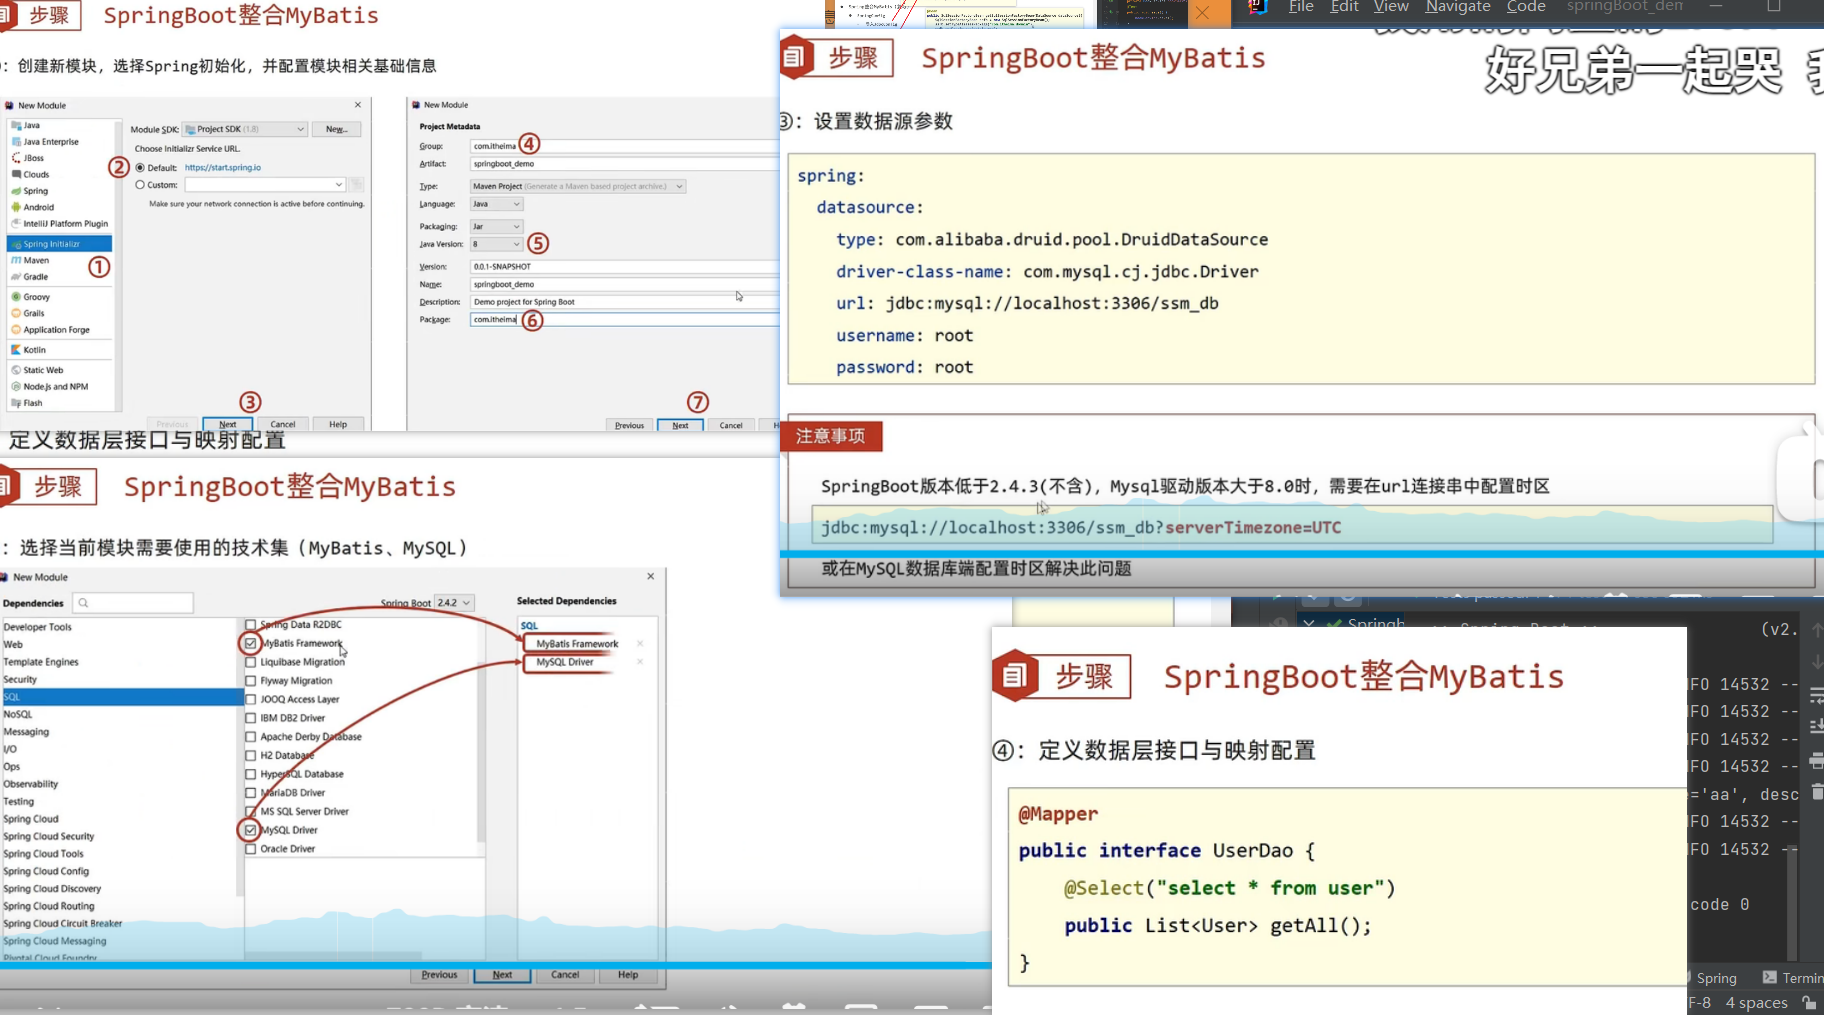 步骤
SpringBoot整合MyBatis
：创建新模块，选择Spring初始化，并配置模块相关基础信息
New Module
Java
Java Enterprise
JBoss
Clouds
Spring
Android
IntelliJ Platform Plugin
Spring Initializr
Maven
Gradle
Groovy
Grails
Application Forge
Kotlin
Static Web
Node.js and NPM
Flash
①
Module SDK: Project SDK (1.8) New...
Choose Initializr Service URL.
② Default: https://start.spring.io
Custom:
Make sure your network connection is active before continuing.
③
Previous Next Cancel Help
New Module
Project Metadata
Group: com.itheima ④
Artifact: springboot_demo
Type: Maven Project (Generate a Maven based project archive.)
Language: Java
Packaging: Jar
Java Version: 8 ⑤
Version: 0.0.1-SNAPSHOT
Name: springboot_demo
Description: Demo project for Spring Boot
Package: com.itheima ⑥
⑦
Previous Next Cancel
定义数据层接口与映射配置
步骤
SpringBoot整合MyBatis
：选择当前模块需要使用的技术集（MyBatis、MySQL）
New Module
Dependencies
Spring Boot 2.4.2
Developer Tools
Web
Template Engines
Security
SQL
NoSQL
Messaging
I/O
Ops
Observability
Testing
Spring Cloud
Spring Cloud Security
Spring Cloud Tools
Spring Cloud Config
Spring Cloud Discovery
Spring Cloud Routing
Spring Cloud Circuit Breaker
Spring Cloud Messaging
Pivotal Cloud Foundry
Spring Data R2DBC
MyBatis Framework
Liquibase Migration
Flyway Migration
JOOQ Access Layer
IBM DB2 Driver
Apache Derby Database
H2 Database
HyperSQL Database
MariaDB Driver
MS SQL Server Driver
MySQL Driver
Oracle Driver
Selected Dependencies
SQL
MyBatis Framework
MySQL Driver
Previous Next Cancel Help
File Edit View Navigate Code
步骤
SpringBoot整合MyBatis
好兄弟一起哭
③：设置数据源参数
spring:
datasource:
type: com.alibaba.druid.pool.DruidDataSource
driver-class-name: com.mysql.cj.jdbc.Driver
url: jdbc:mysql://localhost:3306/ssm_db
username: root
password: root
注意事项
SpringBoot版本低于2.4.3(不含)，Mysql驱动版本大于8.0时，需要在url连接串中配置时区
jdbc:mysql://localhost:3306/ssm_db?serverTimezone=UTC
或在MySQL数据库端配置时区解决此问题
(v2.
步骤
SpringBoot整合MyBatis
④：定义数据层接口与映射配置
@Mapper
public interface UserDao {
@Select("select * from user")
public List<User> getAll();
}
NFO 14532 --
NFO 14532 --
NFO 14532 --
NFO 14532 --
='aa', desc
NFO 14532 --
NFO 14532 --
code 0
Spring
4 spaces